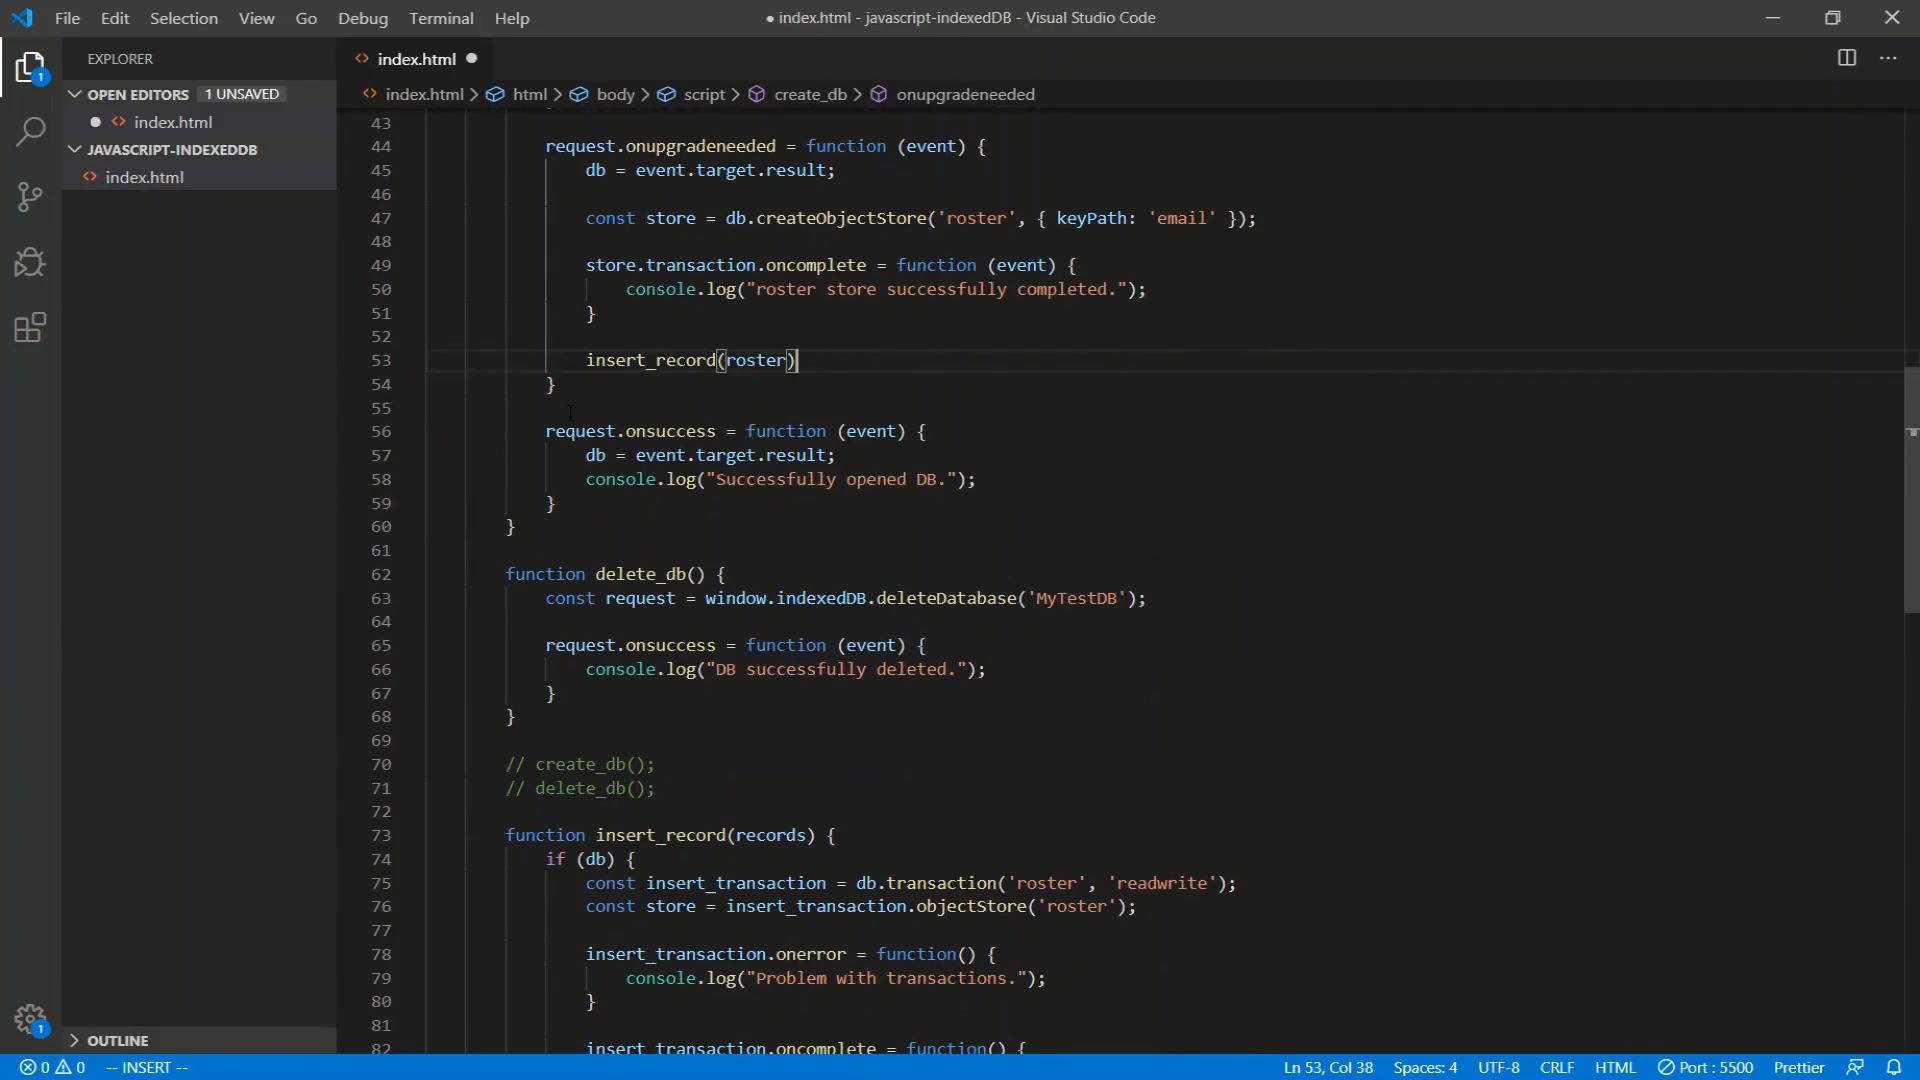 File Edit Selection View Go Debug Terminal Help
● index.html - javascript-indexedDB - Visual Studio Code
EXPLORER
index.html
OPEN EDITORS 1 UNSAVED
index.html > html > body > script > create_db > onupgradeneeded
index.html
JAVASCRIPT-INDEXEDDB
index.html
1
43
44 request.onupgradeneeded = function (event) {
45 db = event.target.result;
46
47 const store = db.createObjectStore('roster', { keyPath: 'email' });
48
49 store.transaction.oncomplete = function (event) {
50 console.log("roster store successfully completed.");
51 }
52
53 insert_record(roster)
54 }
55
56 request.onsuccess = function (event) {
57 db = event.target.result;
58 console.log("Successfully opened DB.");
59 }
60 }
61
62 function delete_db() {
63 const request = window.indexedDB.deleteDatabase('MyTestDB');
64
65 request.onsuccess = function (event) {
66 console.log("DB successfully deleted.");
67 }
68 }
69
70 // create_db();
71 // delete_db();
72
73 function insert_record(records) {
74 if (db) {
75 const insert_transaction = db.transaction('roster', 'readwrite');
76 const store = insert_transaction.objectStore('roster');
77
78 insert_transaction.onerror = function() {
79 console.log("Problem with transactions.");
80 }
81
82 insert_transaction.oncomplete = function() {
1
OUTLINE
0 0 -- INSERT -- Ln 53, Col 38 Spaces: 4 UTF-8 CRLF HTML Port : 5500 Prettier